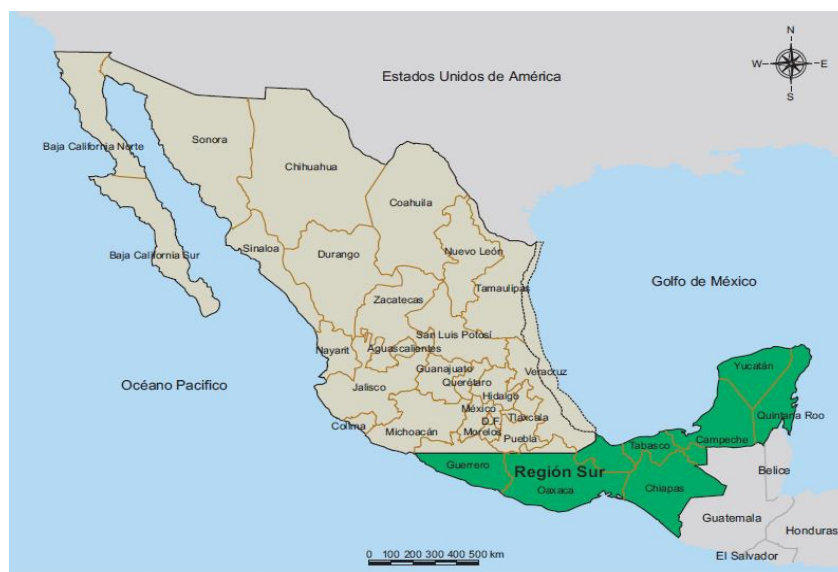 N
Estados Unidos de América
W
E
S
Sonora
Baja California Norte
Chihuahua
Coahuila
Sinaloa
Durango
Nuevo León
Baja California Sur
Golfo de México
Tamaulipas
Zacatecas
San Luis Potosí
Nayarit
Aguascalientes
Yucatán
Guanajuato
Veracruz
Océano Pacifico
Jalisco
Querétaro
Hidalgo
México
Tlaxcala
Quintana Roo
Colima
D.F.
Michoacán
Morelos
Puebla
Tabasco
Campeche
Guerrero
Región Sur
Belice
Oaxaca
Chiapas
Guatemala
Honduras
El Salvador
0 100 200 300 400 500 km